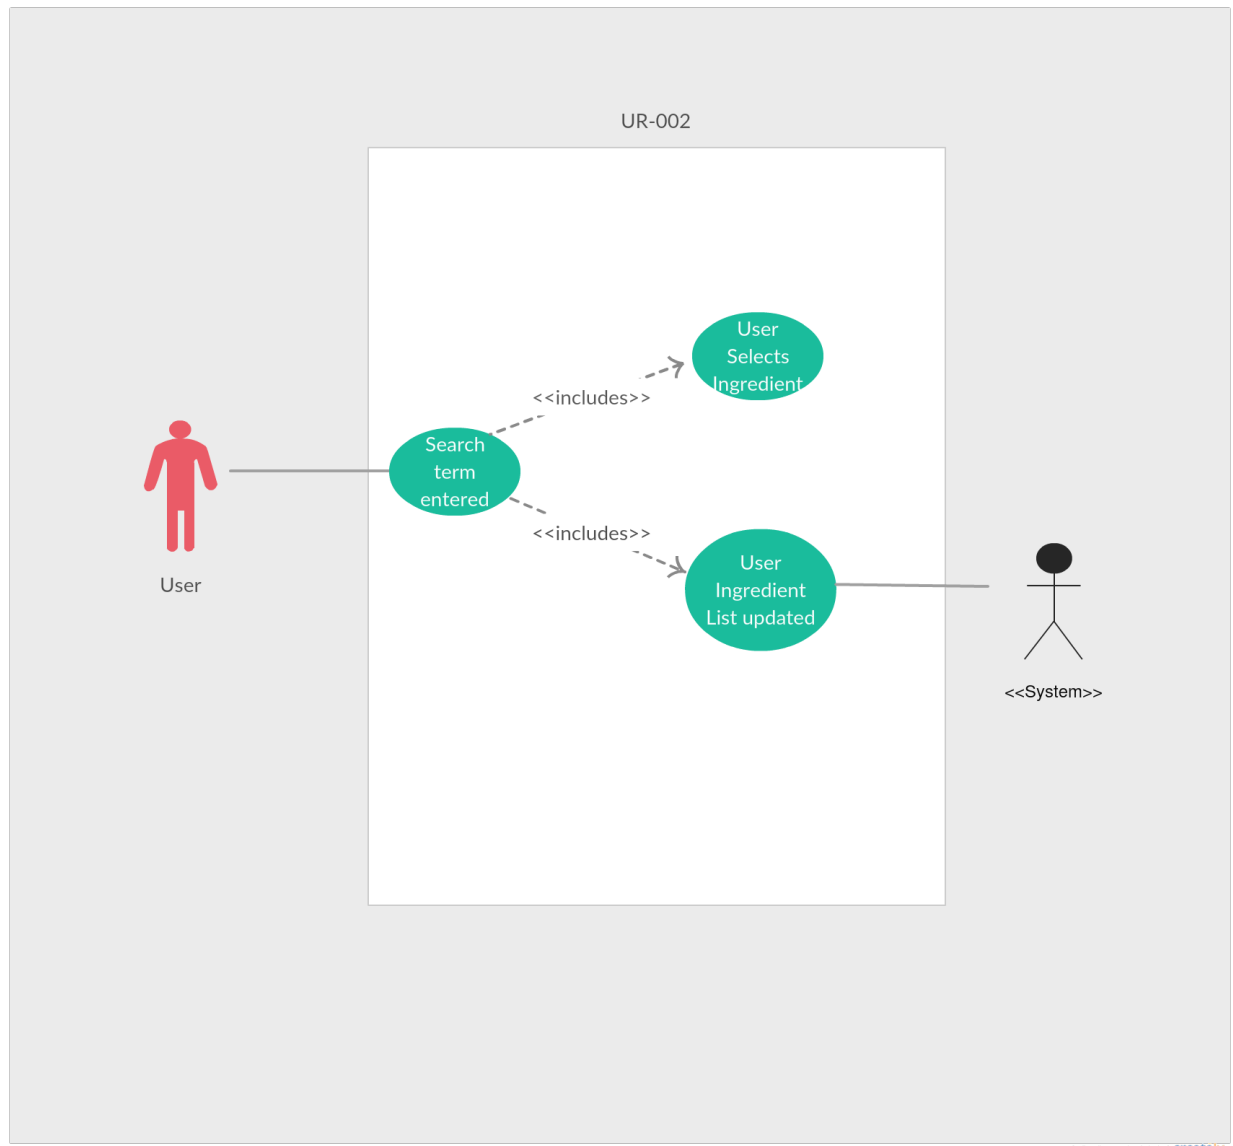 UR-002
User
Selects
Ingredient
<<includes>>
Search
term
entered
<<includes>>
User
Ingredient
List updated
User
<<System>>